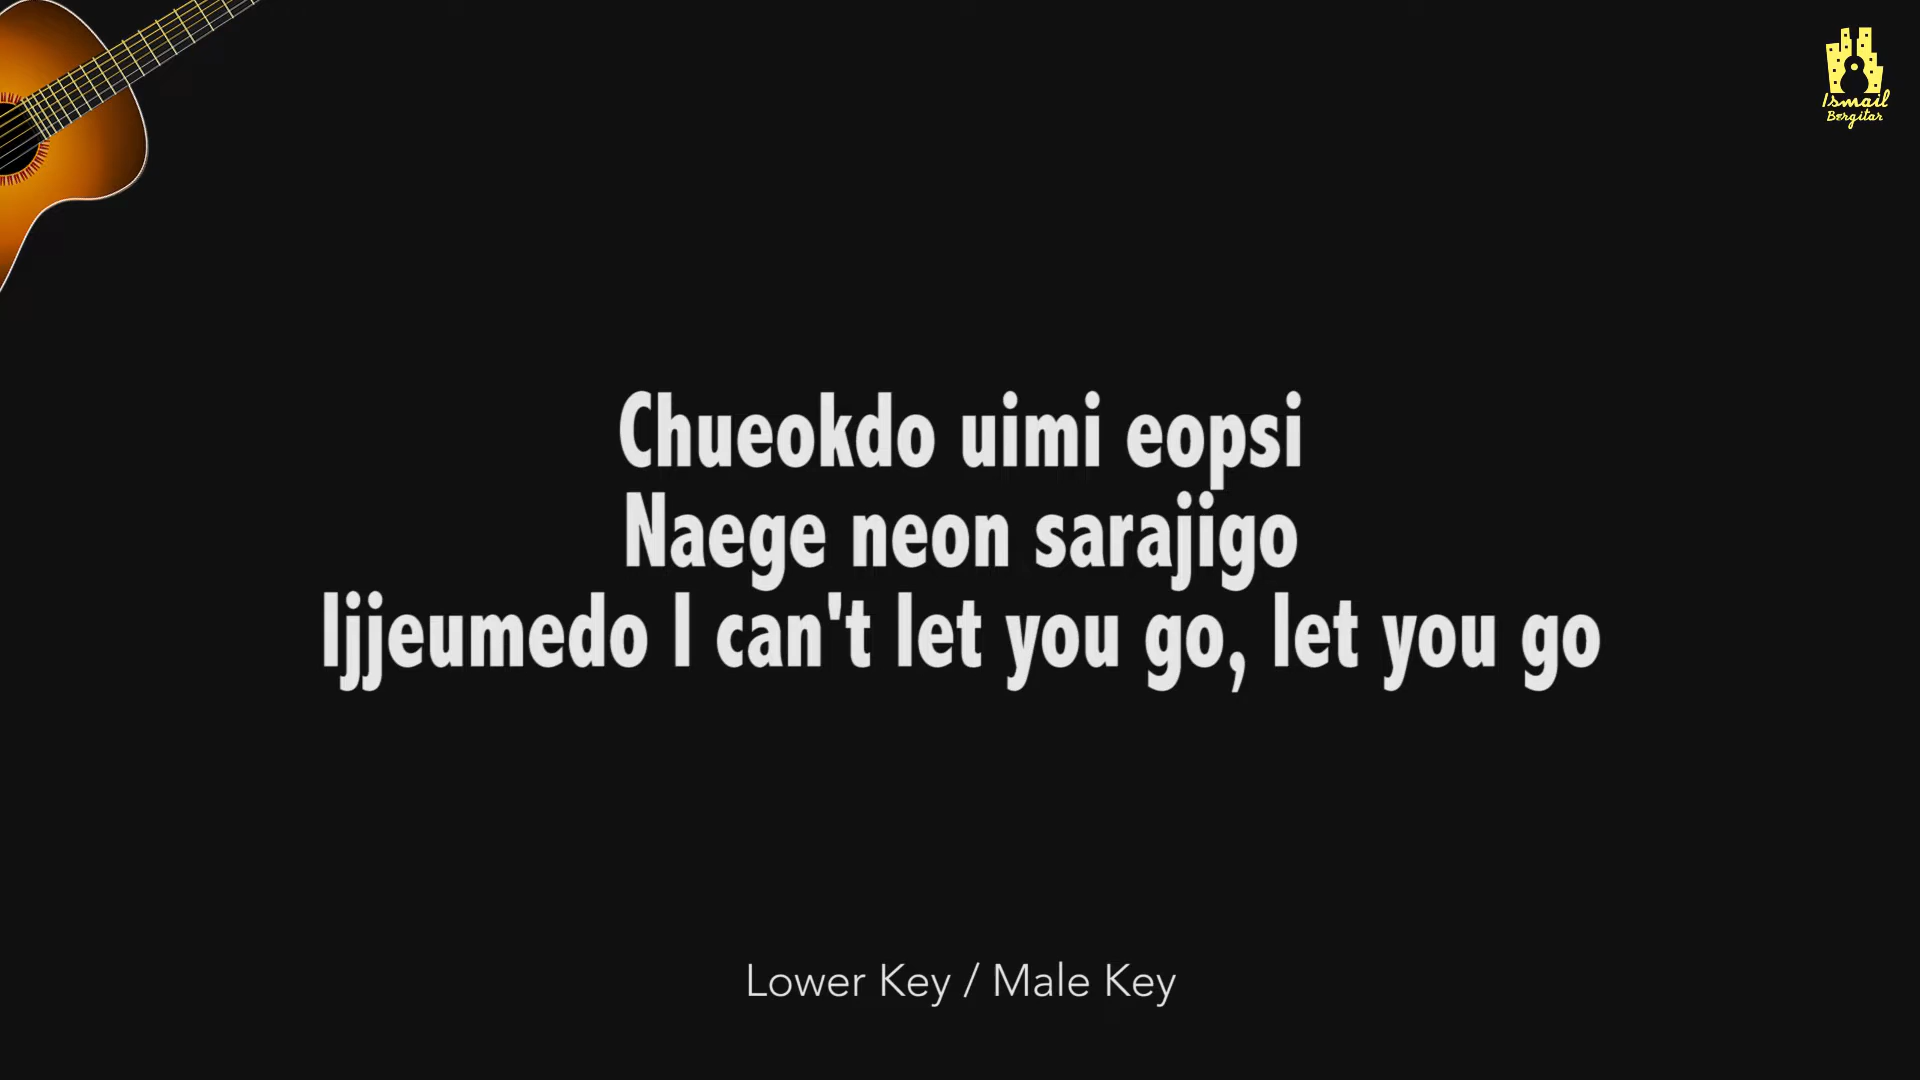 Ismail
Bergitar
Chueokdo uimi eopsi
Naege neon sarajigo
Ijjeumedo I can't let you go, let you go
Lower Key / Male Key